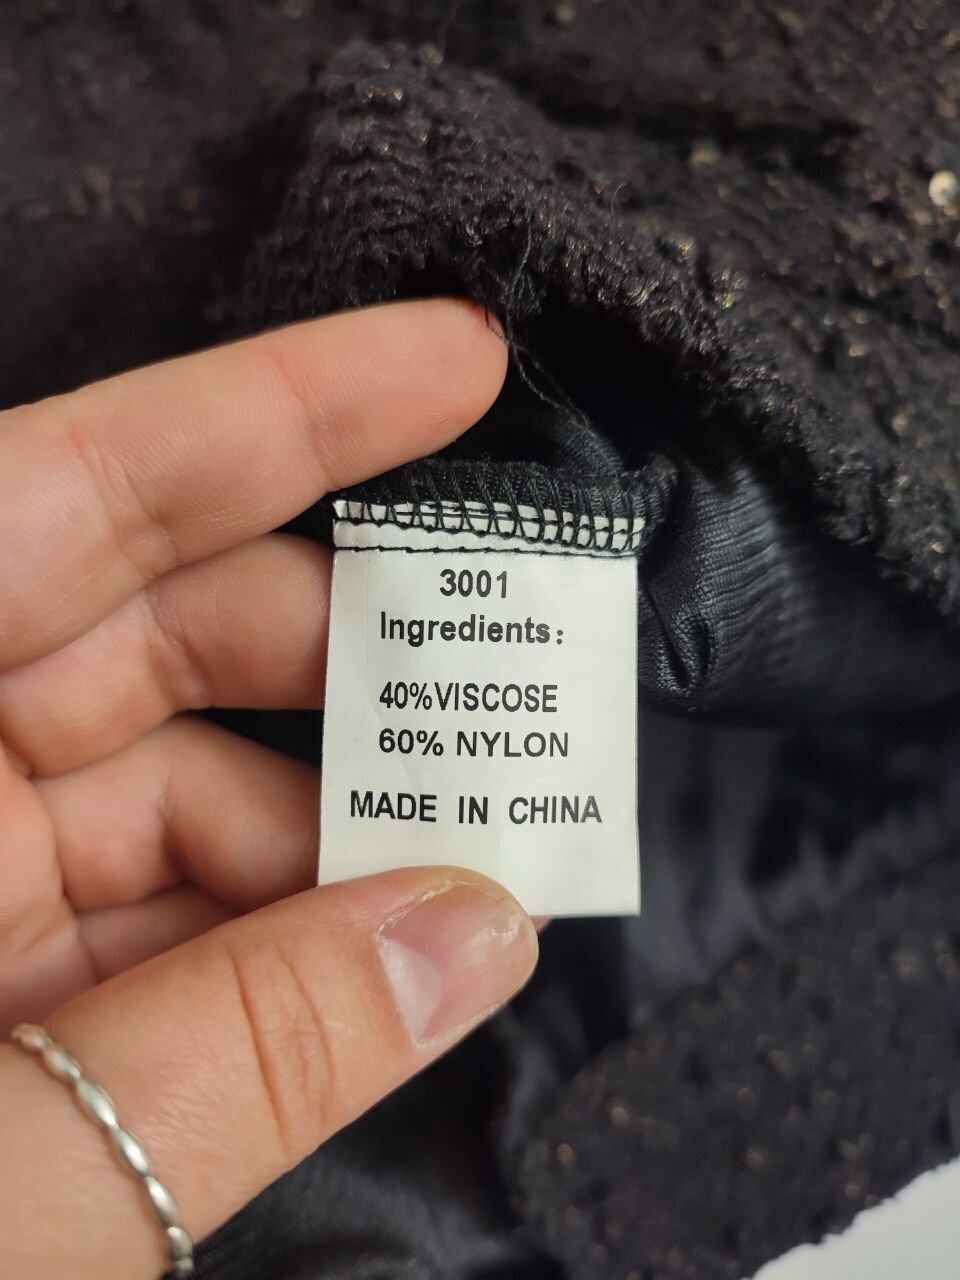 3001
Ingredients:
40%VISCOSE
60% NYLON
MADE IN CHINA